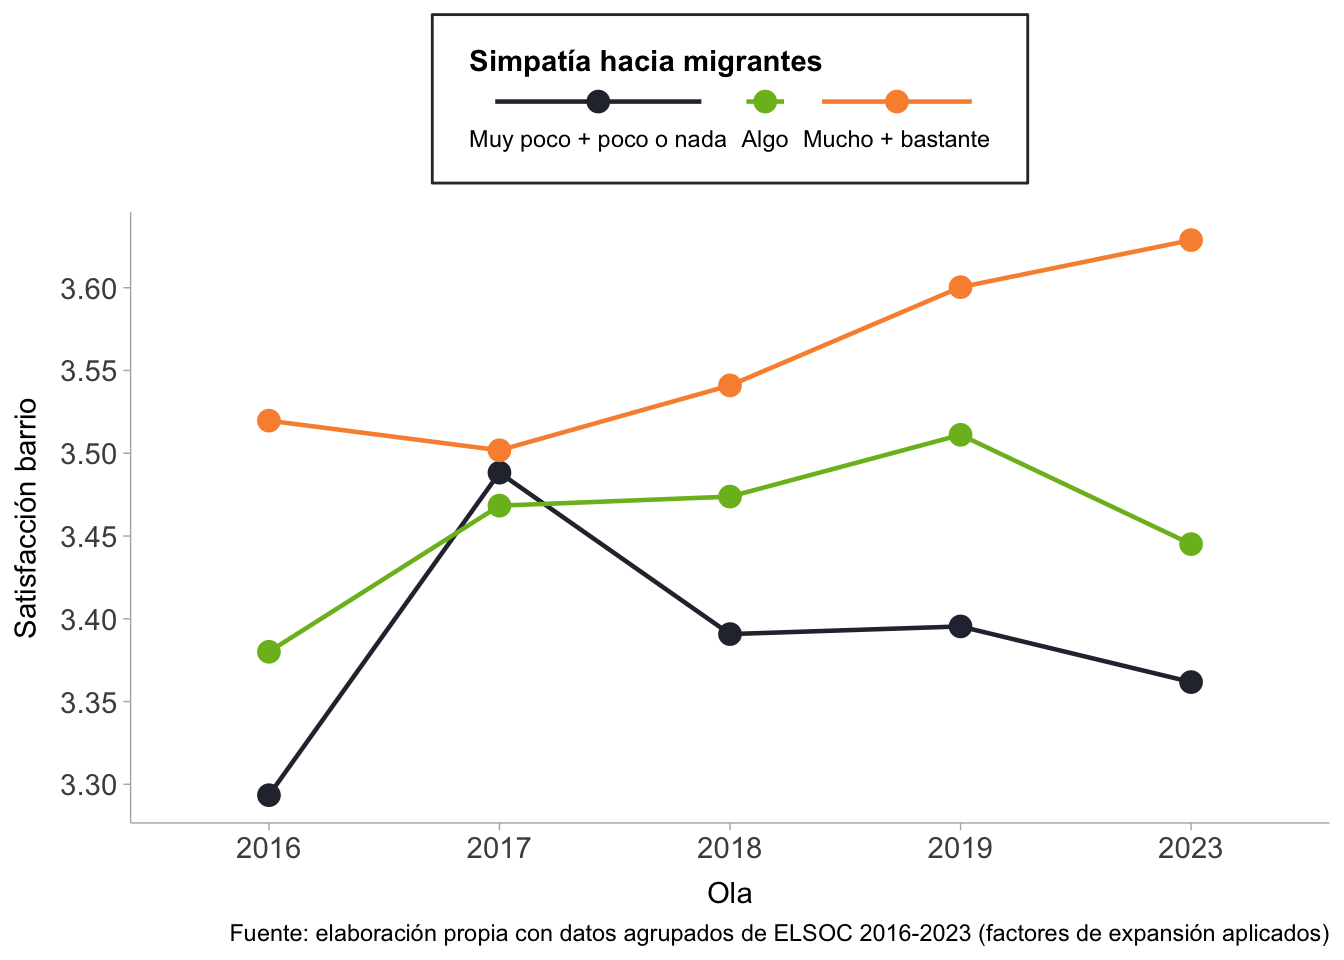 Simpatía hacia migrantes
Muy poco + poco o nada Algo Mucho + bastante
Satisfacción barrio
3.60
3.55
3.50
3.45
3.40
3.35
3.30
2016 2017 2018 2019 2023
Ola
Fuente: elaboración propia con datos agrupados de ELSOC 2016-2023 (factores de expansión aplicados)